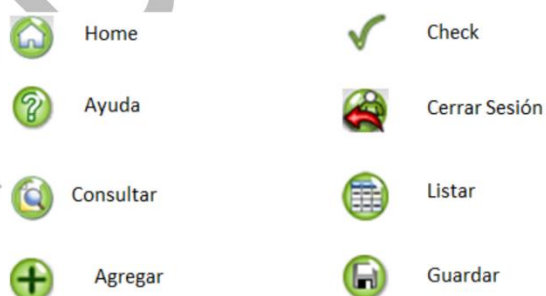 Home
Check
Ayuda
Cerrar Sesión
Consultar
Listar
Agregar
Guardar